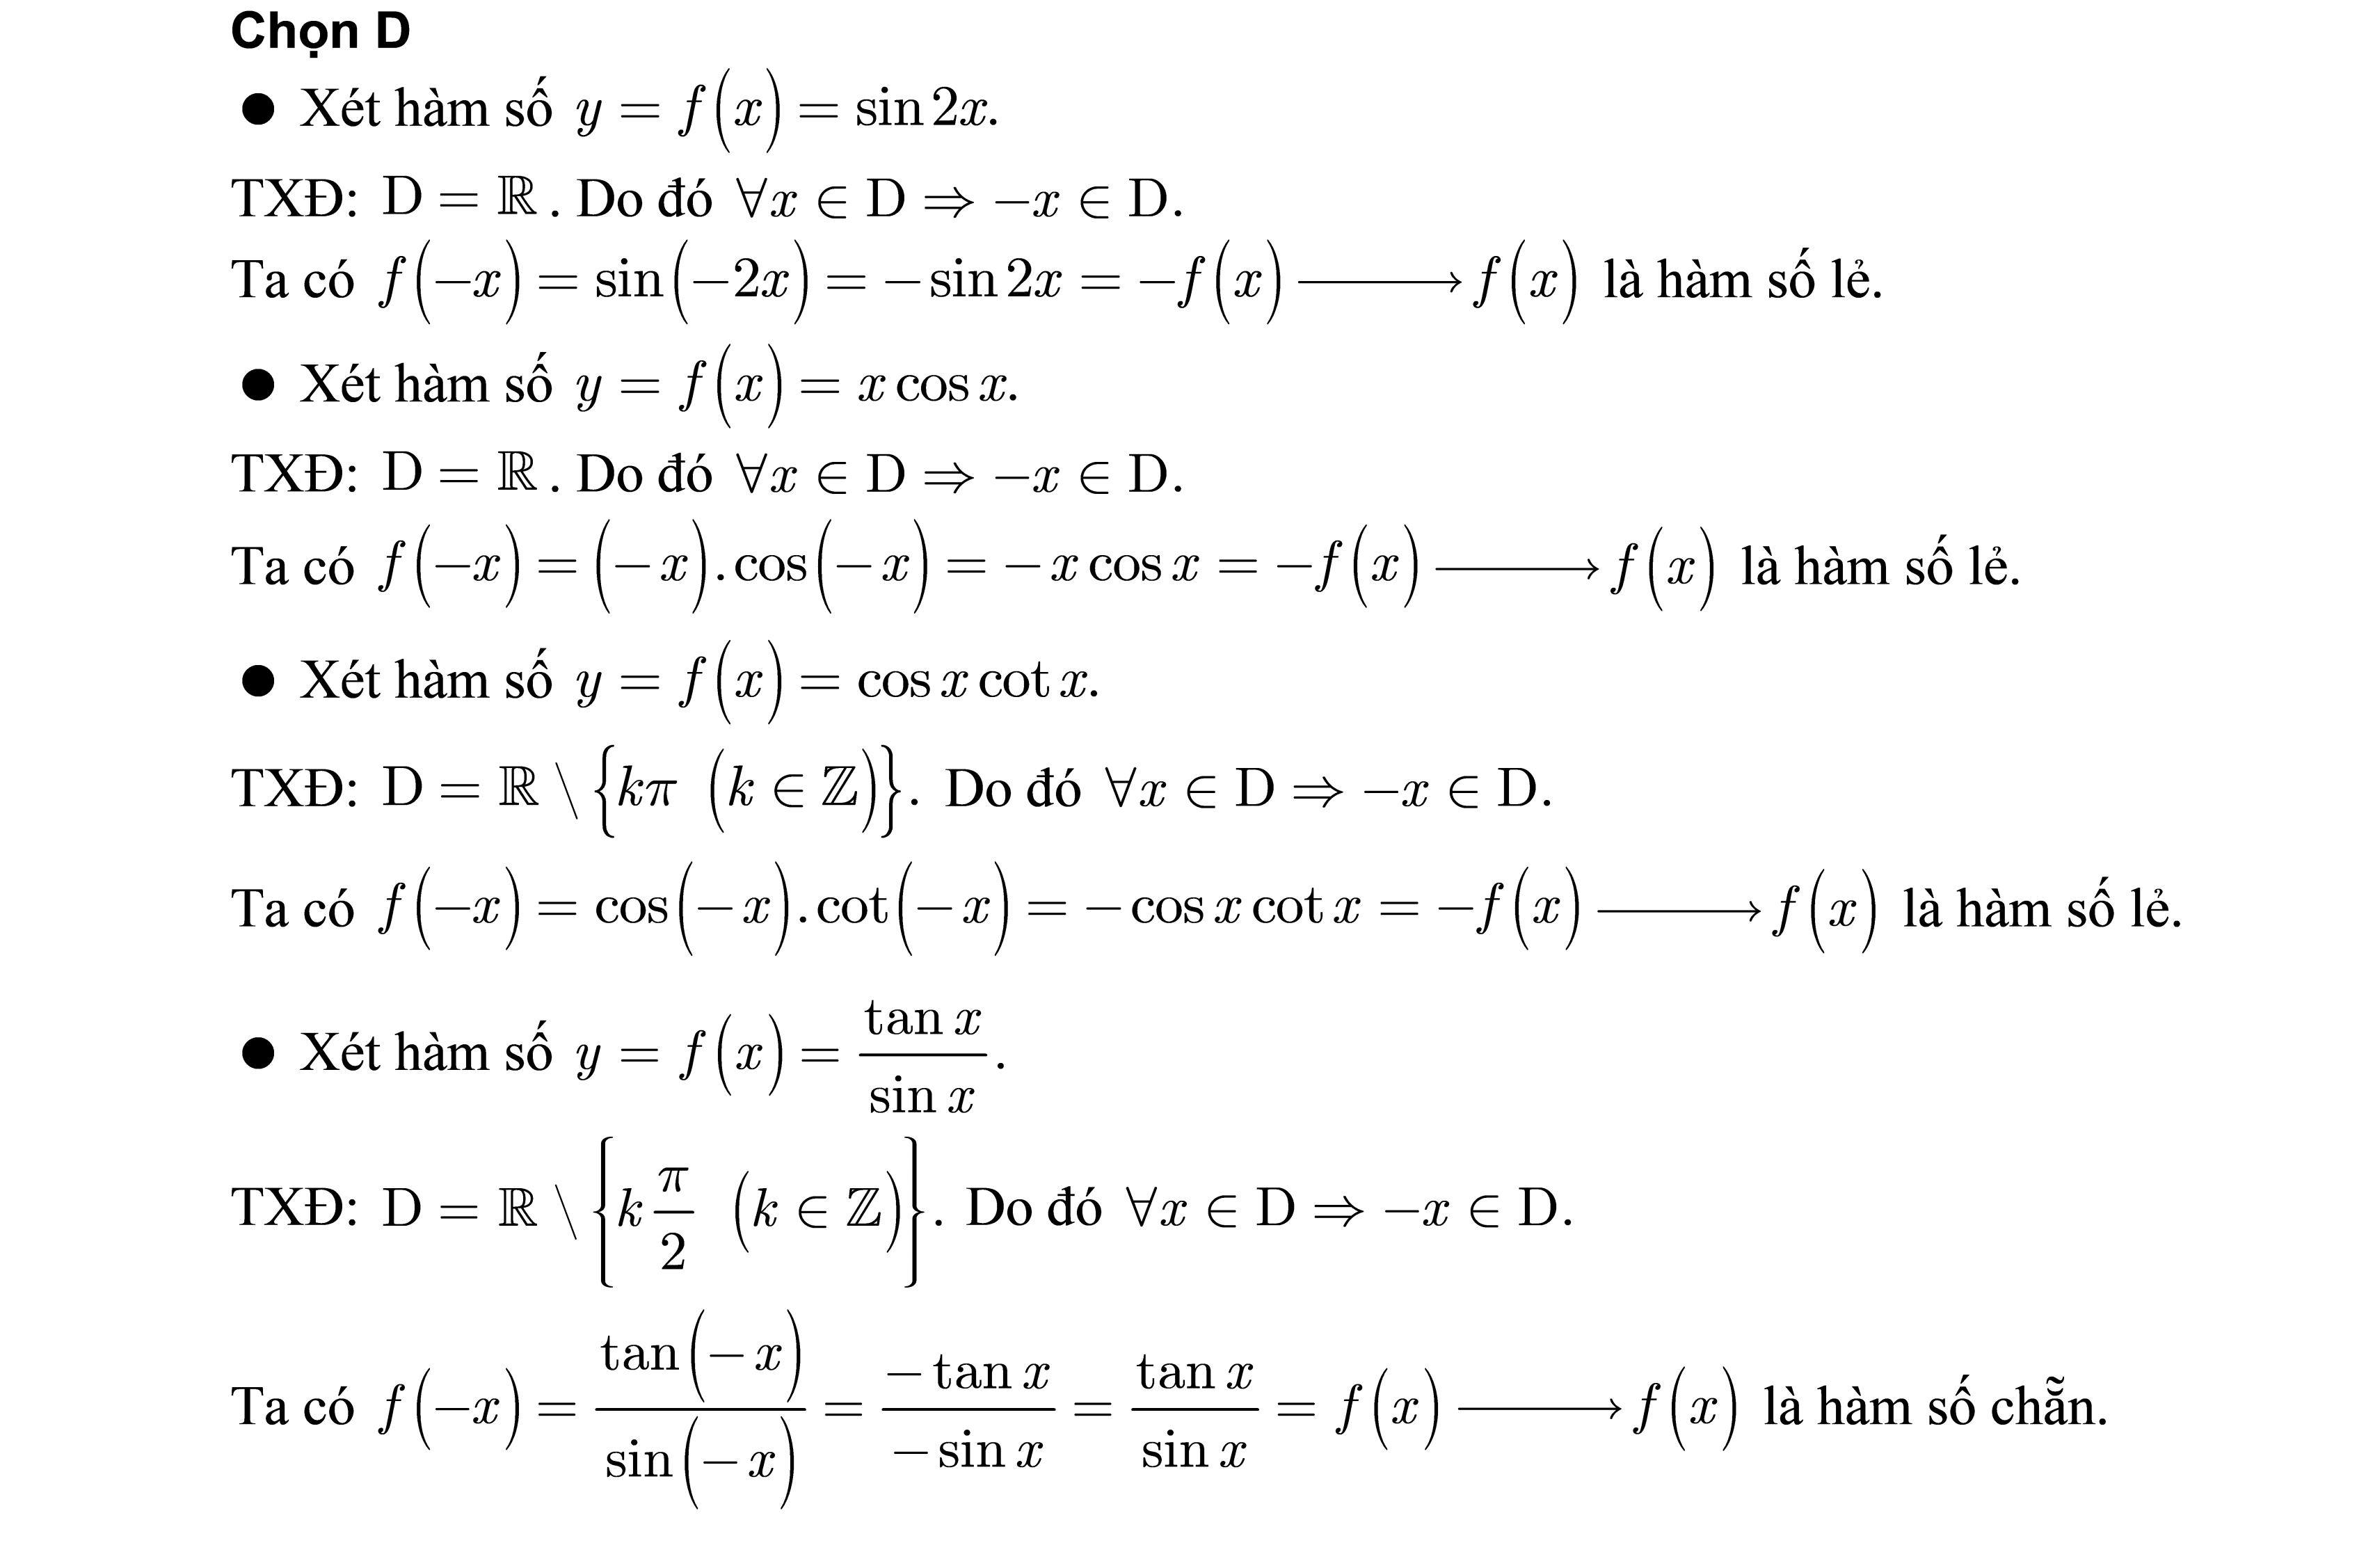 Chọn D
● Xét hàm số y = f(x) = sin 2x.
TXĐ: D = ℝ. Do đó ∀x ∈ D ⇒ −x ∈ D.
Ta có f(−x) = sin(−2x) = − sin 2x = −f(x) ⟶ f(x) là hàm số lẻ.
● Xét hàm số y = f(x) = x cos x.
TXĐ: D = ℝ. Do đó ∀x ∈ D ⇒ −x ∈ D.
Ta có f(−x) = (−x).cos(−x) = −x cos x = −f(x) ⟶ f(x) là hàm số lẻ.
● Xét hàm số y = f(x) = cos x cot x.
TXĐ: D = ℝ \ {kπ (k ∈ ℤ)}. Do đó ∀x ∈ D ⇒ −x ∈ D.
Ta có f(−x) = cos(−x).cot(−x) = − cos x cot x = −f(x) ⟶ f(x) là hàm số lẻ.
● Xét hàm số y = f(x) = tan x / sin x.
TXĐ: D = ℝ \ {k π/2 (k ∈ ℤ)}. Do đó ∀x ∈ D ⇒ −x ∈ D.
Ta có f(−x) = tan(−x) / sin(−x) = − tan x / − sin x = tan x / sin x = f(x) ⟶ f(x) là hàm số chẵn.